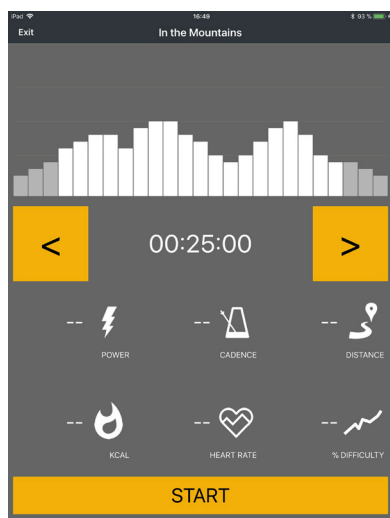 iPad 16:49 93 %
Exit In the Mountains
< 00:25:00 >
-- -- --
POWER CADENCE DISTANCE
-- -- --
KCAL HEART RATE % DIFFICULTY
START